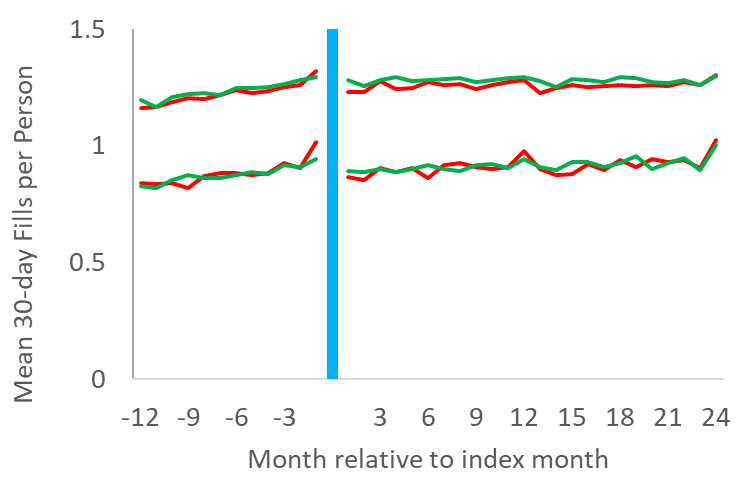 Mean 30-day Fills per Person
1.5
1
0.5
0
-12 -9 -6 -3 3 6 9 12 15 18 21 24
Month relative to index month